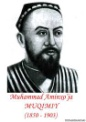 Muhammad Aminxo'ja
MUQIMIY
(1850 - 1903)